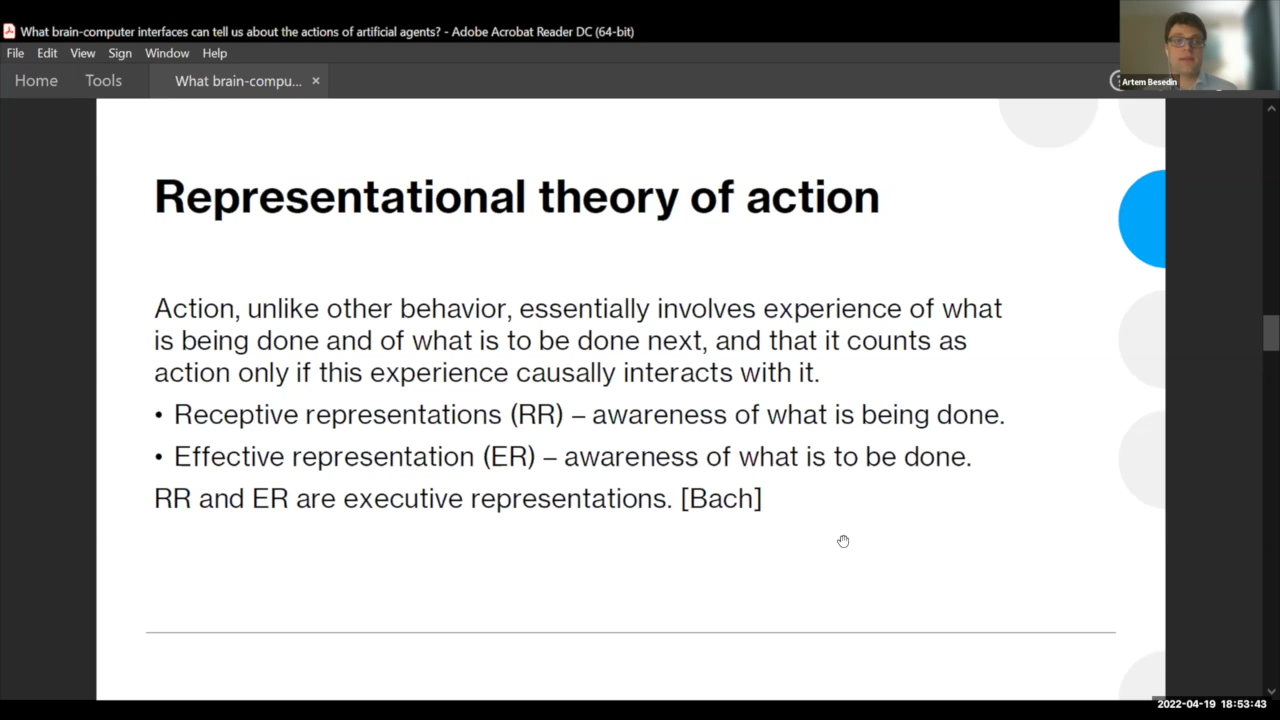 What brain-computer interfaces can tell us about the actions of artificial agents? - Adobe Acrobat Reader DC (64-bit)
File Edit View Sign Window Help
Home Tools What brain-compu... ×
Artem Besedin
Representational theory of action
Action, unlike other behavior, essentially involves experience of what
is being done and of what is to be done next, and that it counts as
action only if this experience causally interacts with it.
• Receptive representations (RR) – awareness of what is being done.
• Effective representation (ER) – awareness of what is to be done.
RR and ER are executive representations. [Bach]
2022-04-19 18:53:43